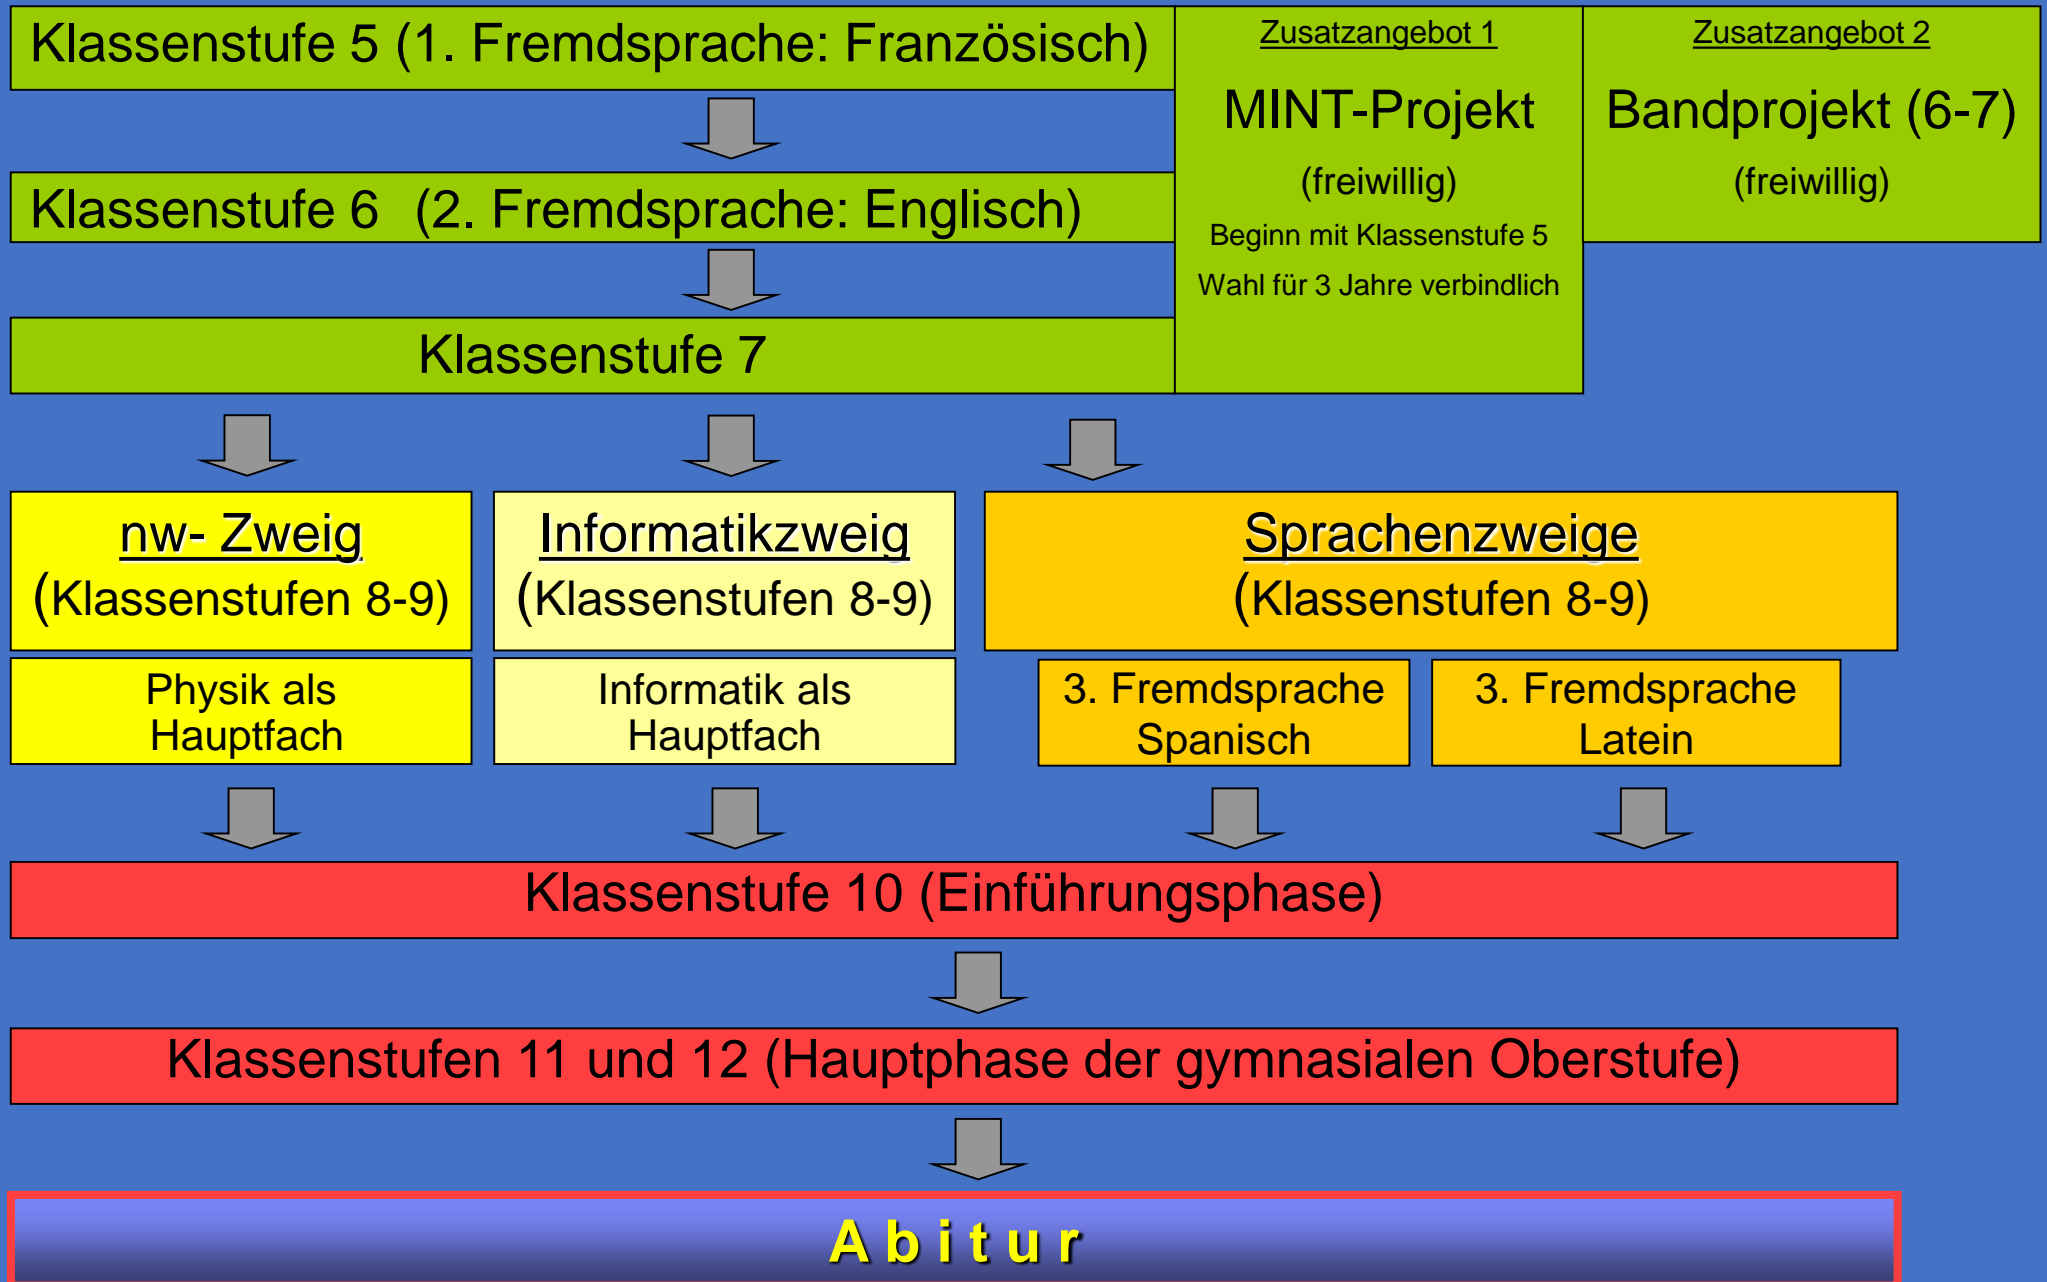 Klassenstufe 5 (1. Fremdsprache: Französisch)
Zusatzangebot 1
MINT-Projekt
(freiwillig)
Beginn mit Klassenstufe 5
Wahl für 3 Jahre verbindlich
Zusatzangebot 2
Bandprojekt (6-7)
(freiwillig)
Klassenstufe 6 (2. Fremdsprache: Englisch)
Klassenstufe 7
nw- Zweig
(Klassenstufen 8-9)
Physik als
Hauptfach
Informatikzweig
(Klassenstufen 8-9)
Informatik als
Hauptfach
Sprachenzweige
(Klassenstufen 8-9)
3. Fremdsprache
Spanisch
3. Fremdsprache
Latein
Klassenstufe 10 (Einführungsphase)
Klassenstufen 11 und 12 (Hauptphase der gymnasialen Oberstufe)
A b i t u r